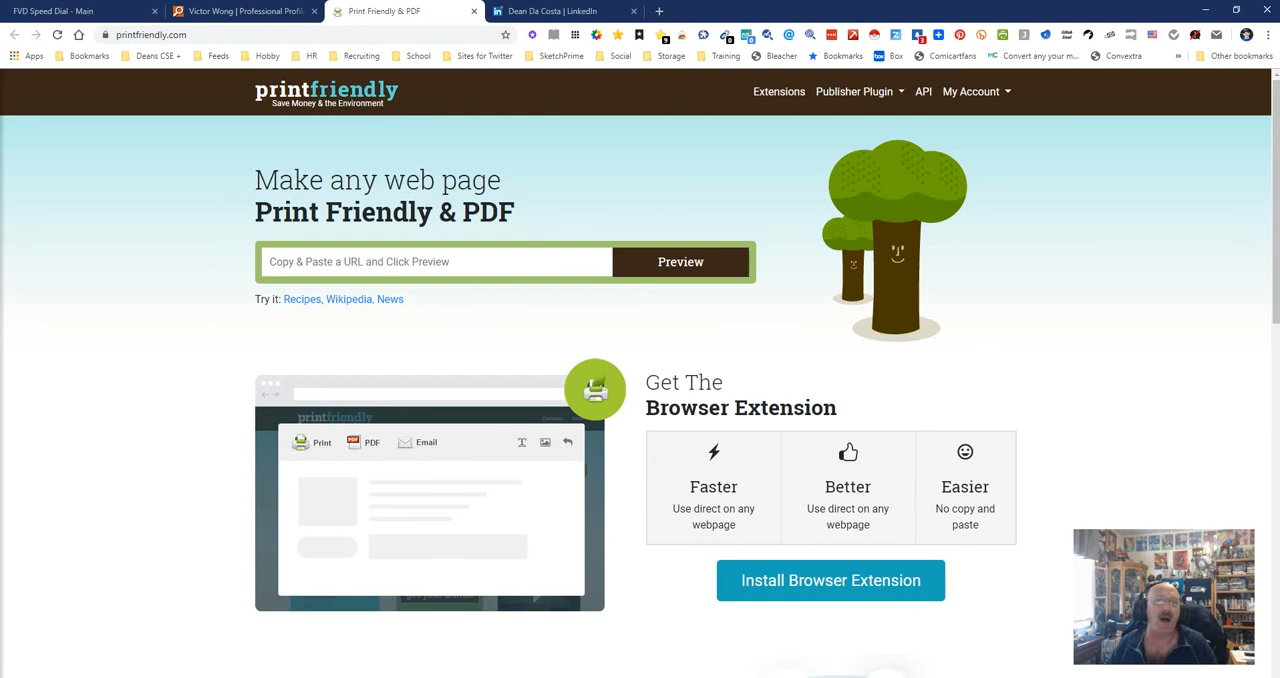 FVD Speed Dial - Main
Victor Wong | Professional Profile
Print Friendly & PDF
Dean Da Costa | LinkedIn
printfriendly.com
Apps
Bookmarks
Deans CSE +
Feeds
Hobby
HR
Recruiting
School
Sites for Twitter
SketchPrime
Social
Storage
Training
Bleacher
Bookmarks
Box
Comicartfans
Convert any your m...
Convextra
Other bookmarks
printfriendly
Save Money & the Environment
Extensions Publisher Plugin API My Account
Make any web page
Print Friendly & PDF
Copy & Paste a URL and Click Preview
Preview
Try it: Recipes, Wikipedia, News
Get The
Browser Extension
printfriendly
Print PDF Email
Faster
Use direct on any
webpage
Better
Use direct on any
webpage
Easier
No copy and
paste
Install Browser Extension